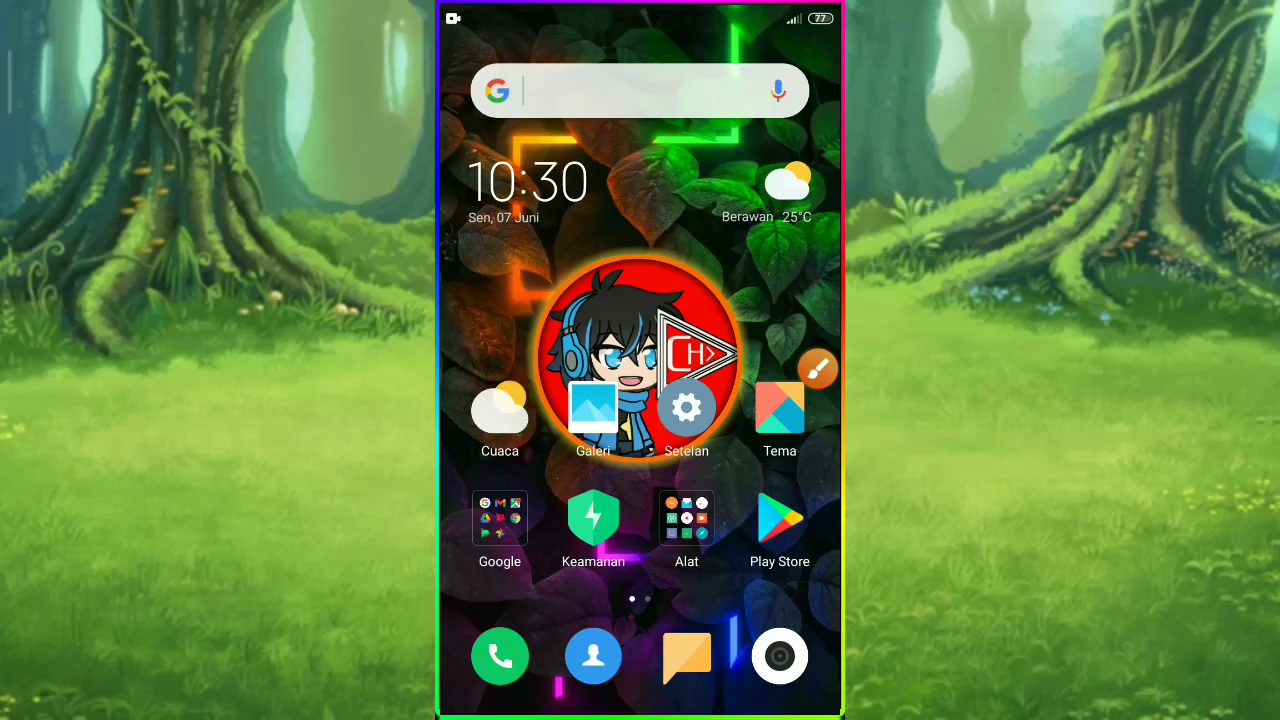 77
10:30
Sen, 07 Juni
Berawan 25°C
CH>
Cuaca
Galeri
Setelan
Tema
Google
Keamanan
Alat
Play Store